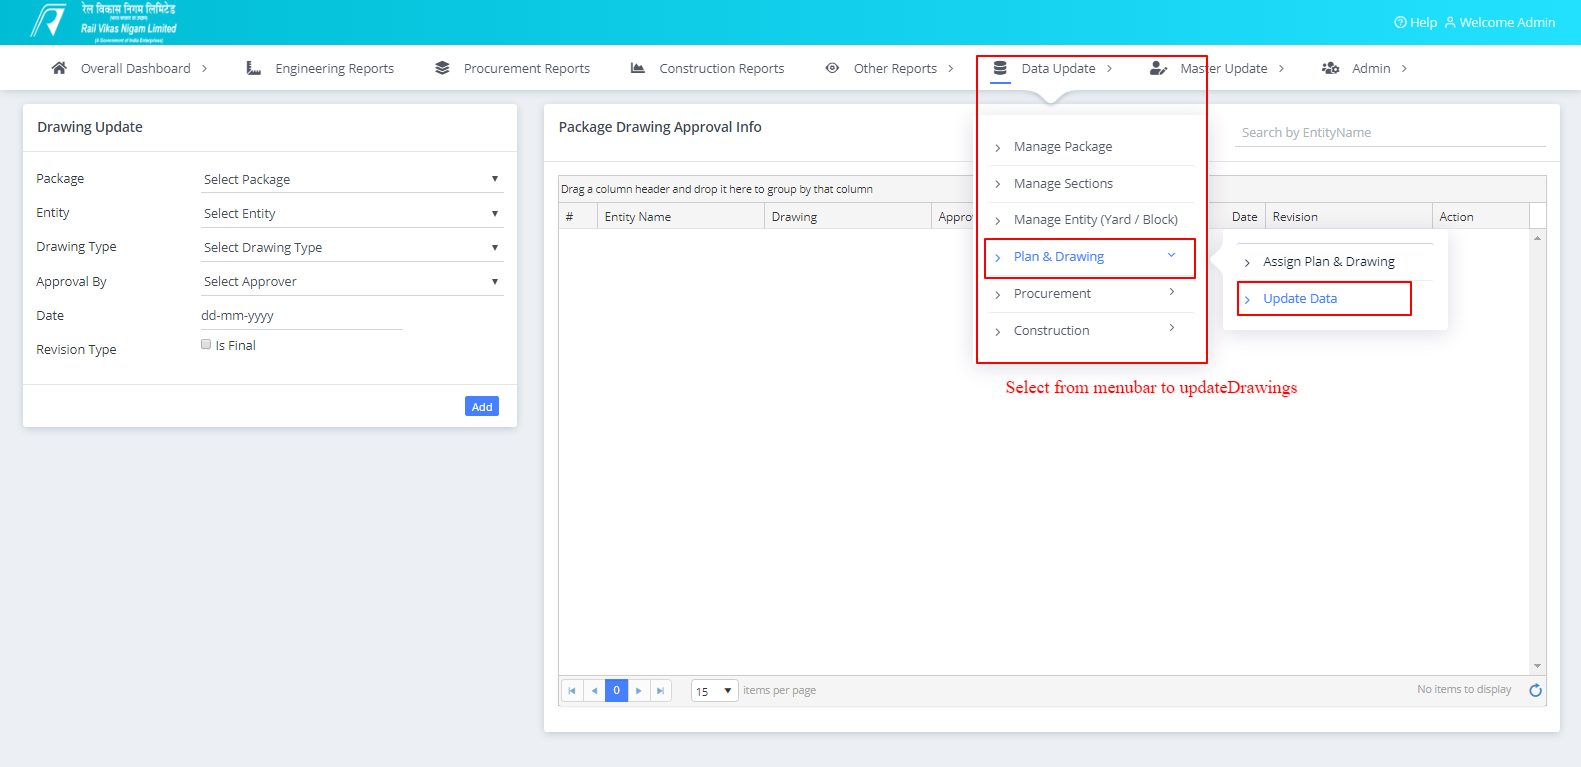 रेल विकास निगम लिमिटेड
Rail Vikas Nigam Limited
(A Government of India Enterprise)
Help Welcome Admin
Overall Dashboard Engineering Reports Procurement Reports Construction Reports Other Reports Data Update Master Update Admin
Drawing Update
Package Select Package
Entity Select Entity
Drawing Type Select Drawing Type
Approval By Select Approver
Date dd-mm-yyyy
Revision Type Is Final
Add
Package Drawing Approval Info
Search by EntityName
Drag a column header and drop it here to group by that column
# Entity Name Drawing Appro Date Revision Action
Manage Package
Manage Sections
Manage Entity (Yard / Block)
Plan & Drawing
Procurement
Construction
Assign Plan & Drawing
Update Data
Select from menubar to updateDrawings
0 15 items per page No items to display